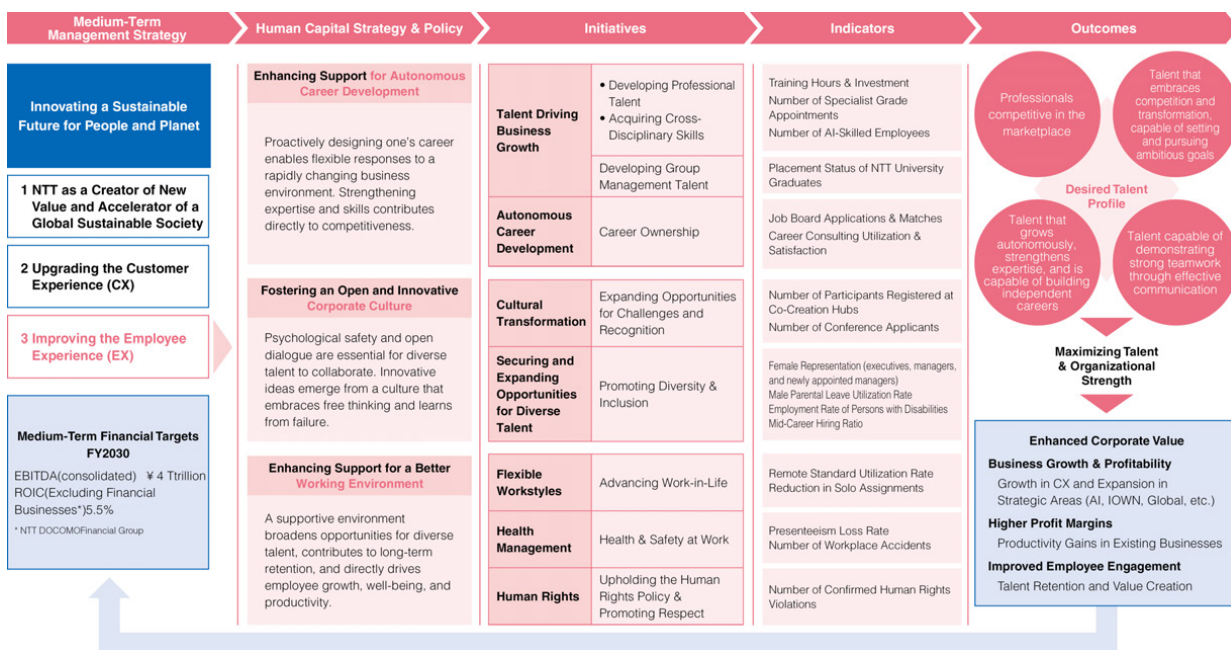 Medium-Term
Management Strategy
Human Capital Strategy & Policy
Initiatives
Indicators
Outcomes
Innovating a Sustainable
Future for People and Planet
1 NTT as a Creator of New
Value and Accelerator of a
Global Sustainable Society
2 Upgrading the Customer
Experience (CX)
3 Improving the Employee
Experience (EX)
Medium-Term Financial Targets
FY2030
EBITDA(consolidated) ¥ 4 Ttrillion
ROIC(Excluding Financial
Businesses*)5.5%
* NTT DOCOMOFinancial Group
Enhancing Support for Autonomous
Career Development
Proactively designing one's career
enables flexible responses to a
rapidly changing business
environment. Strengthening
expertise and skills contributes
directly to competitiveness.
Fostering an Open and Innovative
Corporate Culture
Psychological safety and open
dialogue are essential for diverse
talent to collaborate. Innovative
ideas emerge from a culture that
embraces free thinking and learns
from failure.
Enhancing Support for a Better
Working Environment
A supportive environment
broadens opportunities for diverse
talent, contributes to long-term
retention, and directly drives
employee growth, well-being, and
productivity.
Talent Driving
Business
Growth
• Developing Professional
Talent
• Acquiring Cross-
Disciplinary Skills
Developing Group
Management Talent
Autonomous
Career
Development
Career Ownership
Cultural
Transformation
Expanding Opportunities
for Challenges and
Recognition
Securing and
Expanding
Opportunities
for Diverse
Talent
Promoting Diversity &
Inclusion
Flexible
Workstyles
Advancing Work-in-Life
Health
Management
Health & Safety at Work
Human Rights
Upholding the Human
Rights Policy &
Promoting Respect
Training Hours & Investment
Number of Specialist Grade
Appointments
Number of AI-Skilled Employees
Placement Status of NTT University
Graduates
Job Board Applications & Matches
Career Consulting Utilization &
Satisfaction
Number of Participants Registered at
Co-Creation Hubs
Number of Conference Applicants
Female Representation (executives, managers,
and newly appointed managers)
Male Parental Leave Utilization Rate
Employment Rate of Persons with Disabilities
Mid-Career Hiring Ratio
Remote Standard Utilization Rate
Reduction in Solo Assignments
Presenteeism Loss Rate
Number of Workplace Accidents
Number of Confirmed Human Rights
Violations
Professionals
competitive in the
marketplace
Talent that
embraces
competition and
transformation,
capable of setting
and pursuing
ambitious goals
Desired Talent
Profile
Talent that
grows
autonomously,
strengthens
expertise, and is
capable of building
independent
careers
Talent capable of
demonstrating
strong teamwork
through effective
communication
Maximizing Talent
& Organizational
Strength
Enhanced Corporate Value
Business Growth & Profitability
Growth in CX and Expansion in
Strategic Areas (AI, IOWN, Global, etc.)
Higher Profit Margins
Productivity Gains in Existing Businesses
Improved Employee Engagement
Talent Retention and Value Creation